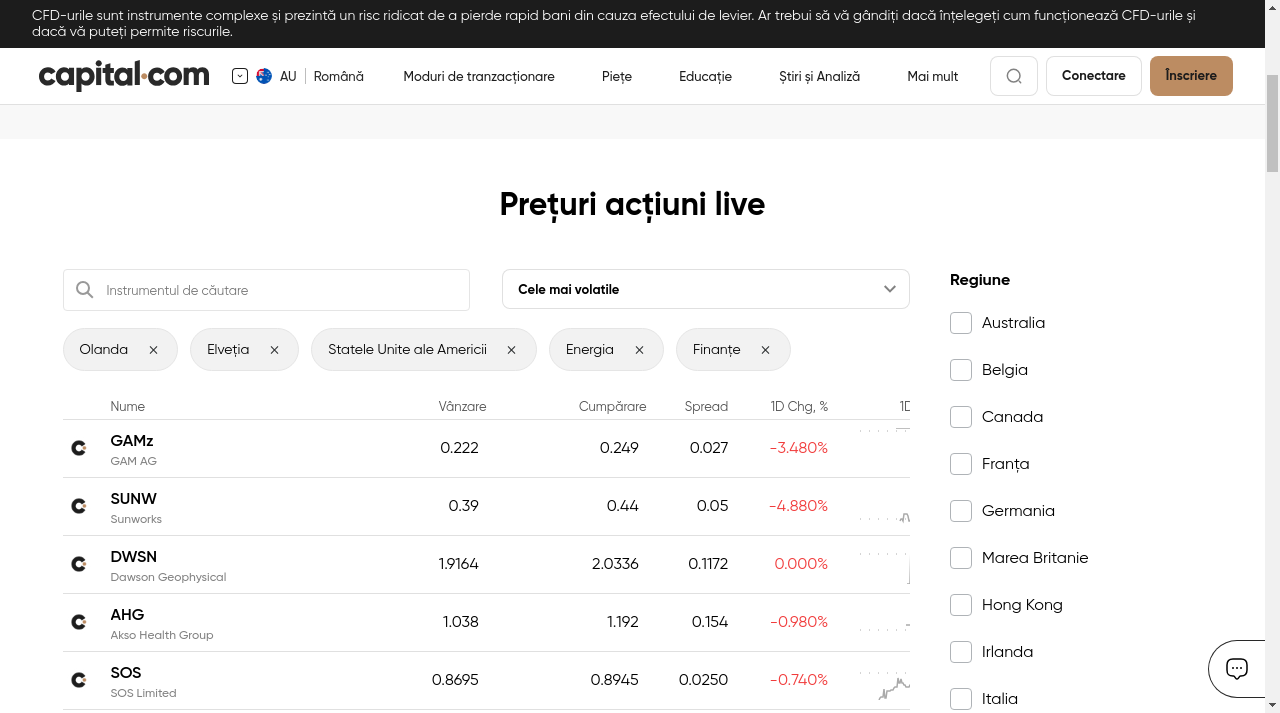 CFD-urile sunt instrumente complexe și prezintă un risc ridicat de a pierde rapid bani din cauza efectului de levier. Ar trebui să vă gândiți dacă înțelegeți cum funcționează CFD-urile și
dacă vă puteți permite riscurile.
capital.com
AU
Română
Moduri de tranzacționare
Piețe
Educație
Știri și Analiză
Mai mult
Conectare
Înscriere
Prețuri acțiuni live
Instrumentul de căutare
Cele mai volatile
Olanda
Elveția
Statele Unite ale Americii
Energia
Finanțe
Nume Vânzare Cumpărare Spread 1D Chg, % 1D
GAMz 0.222 0.249 0.027 -3.480%
GAM AG
SUNW 0.39 0.44 0.05 -4.880%
Sunworks
DWSN 1.9164 2.0336 0.1172 0.000%
Dawson Geophysical
AHG 1.038 1.192 0.154 -0.980%
Akso Health Group
SOS 0.8695 0.8945 0.0250 -0.740%
SOS Limited
Regiune
Australia
Belgia
Canada
Franța
Germania
Marea Britanie
Hong Kong
Irlanda
Italia